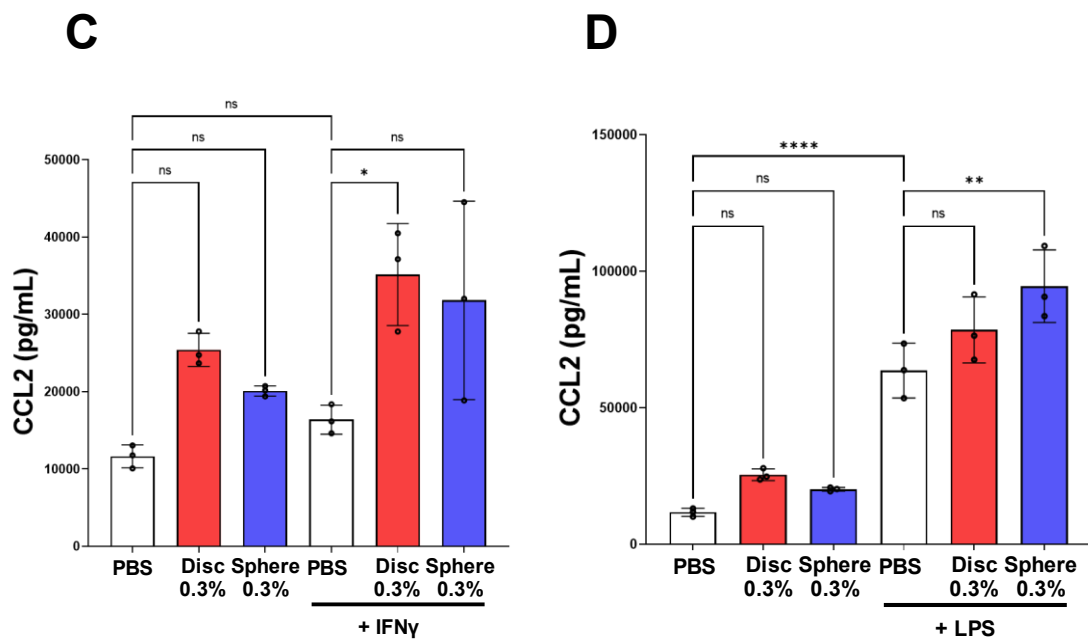 C
ns
ns
ns
ns
*
CCL2 (pg/mL)
50000
40000
30000
20000
10000
0
PBS
Disc
0.3%
Sphere
0.3%
PBS
Disc
0.3%
Sphere
0.3%
+ IFNγ
D
****
ns
**
ns
ns
CCL2 (pg/mL)
150000
100000
50000
0
PBS
Disc
0.3%
Sphere
0.3%
PBS
Disc
0.3%
Sphere
0.3%
+ LPS